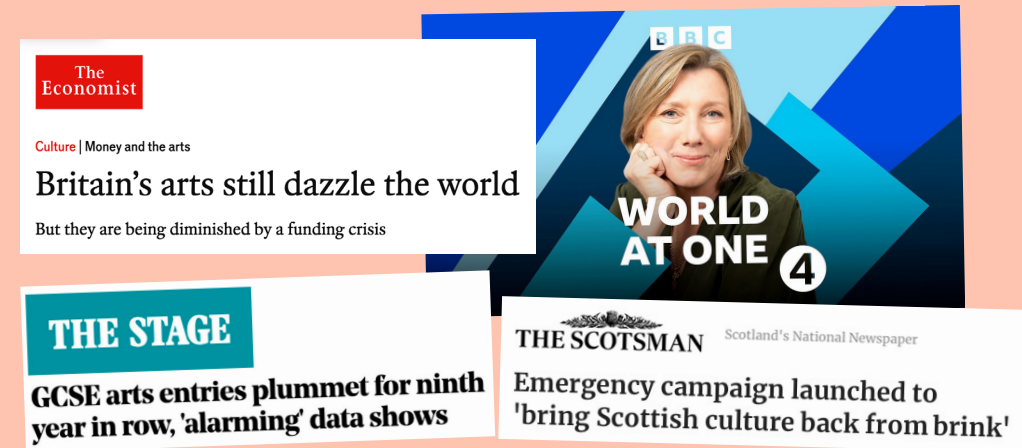 The
Economist
Culture | Money and the arts
Britain's arts still dazzle the world
But they are being diminished by a funding crisis
BBC
WORLD
AT ONE
4
THE STAGE
GCSE arts entries plummet for ninth
year in row, 'alarming' data shows
THE SCOTSMAN
Scotland's National Newspaper
Emergency campaign launched to
'bring Scottish culture back from brink'